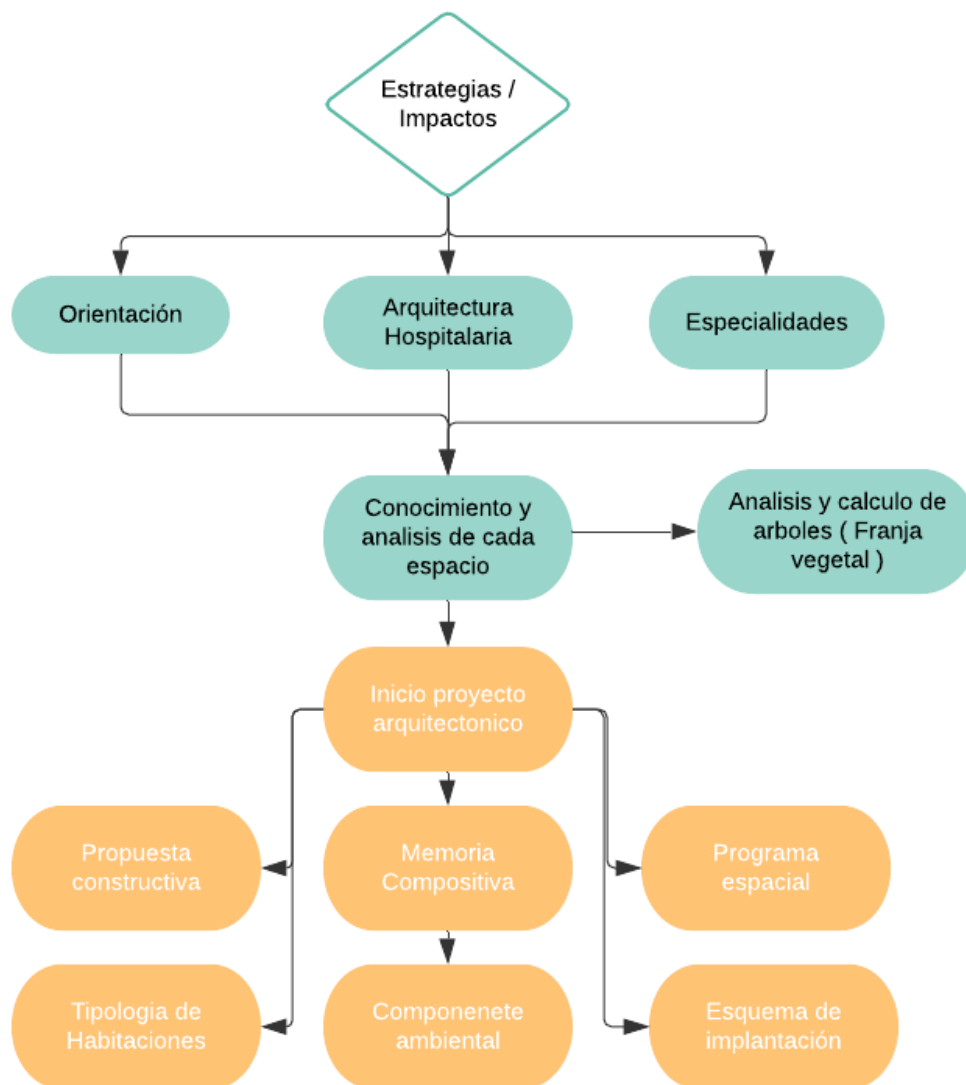 Estrategias /
Impactos
Orientación
Arquitectura
Hospitalaria
Especialidades
Conocimiento y
analisis de cada
espacio
Analisis y calculo de
arboles ( Franja
vegetal )
Inicio proyecto
arquitectonico
Propuesta
constructiva
Memoria
Compositiva
Programa
espacial
Tipologia de
Habitaciones
Componenete
ambiental
Esquema de
implantación